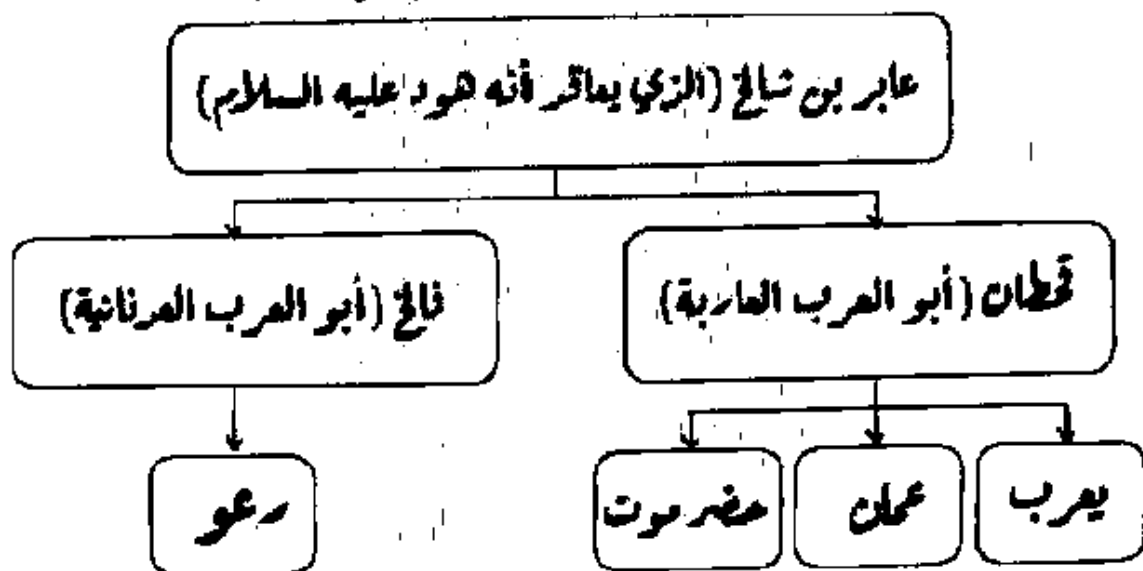 عابر بن شالخ (الذي يعاقر أنه هود عليه السلام)
قحطان (أبو العرب العاربة)
فالخ (أبو العرب العدنانية)
يعرب
عمان
حضرموت
رعو